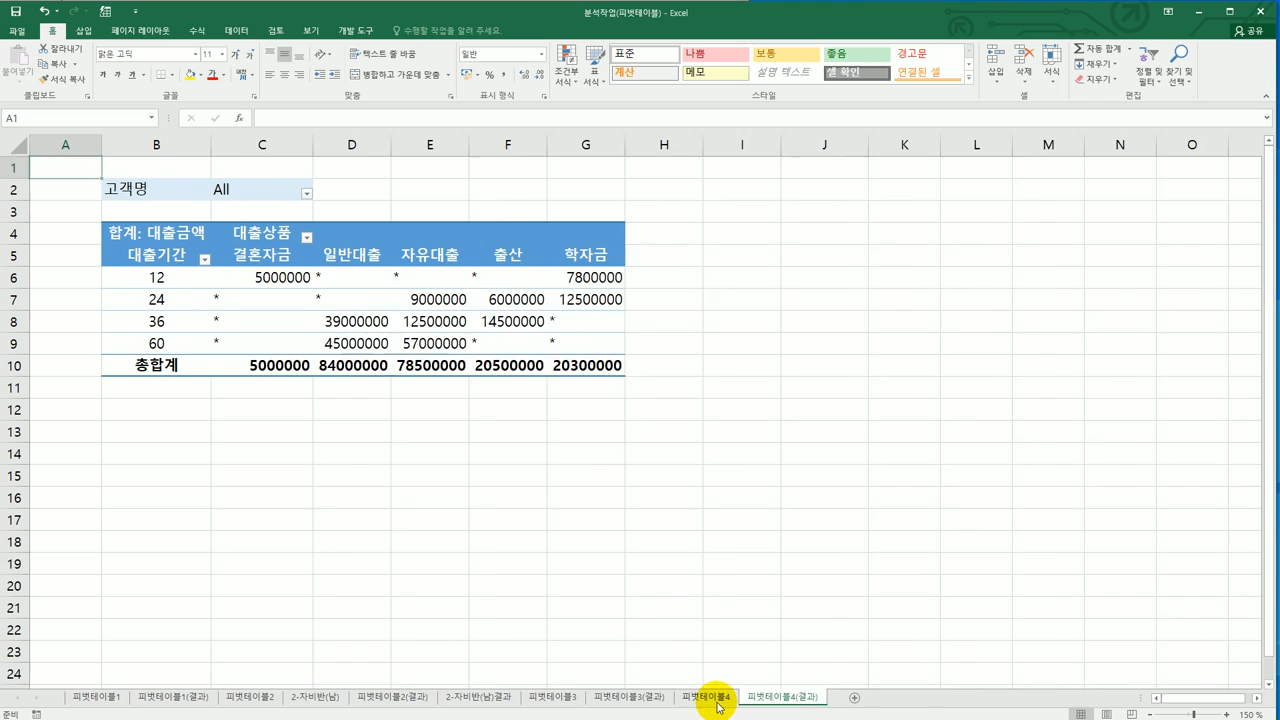 분석작업(피벗테이블) - Excel
파일 홈 삽입 페이지 레이아웃 수식 데이터 검토 보기 개발 도구 수행할 작업을 알려 주세요. 공유
붙여넣기 잘라내기 복사 서식 복사 클립보드
맑은 고딕 11 가 가 가 가 가 글꼴
텍스트 줄 바꿈 병합하고 가운데 맞춤 맞춤
일반 % , 표시 형식
조건부 서식 표 서식 표준 나쁨 보통 좋음 경고문
계산 메모 설명 텍스트 셀 확인 연결된 셀 스타일
삽입 삭제 서식 셀
자동 합계 채우기 지우기 정렬 및 필터 찾기 및 선택 편집
A1 fx
A B C D E F G H I J K L M N O
1
2 고객명 All
3
4 합계: 대출금액 대출상품
5 대출기간 결혼자금 일반대출 자유대출 출산 학자금
6 12 5000000 * * * 7800000
7 24 * * 9000000 6000000 12500000
8 36 * 39000000 12500000 14500000 *
9 60 * 45000000 57000000 * *
10 총합계 5000000 84000000 78500000 20500000 20300000
11
12
13
14
15
16
17
18
19
20
21
22
23
24
피벗테이블1 피벗테이블1(결과) 피벗테이블2 2-자비반(남) 피벗테이블2(결과) 2-자비반(남)결과 피벗테이블3 피벗테이블3(결과) 피벗테이블4 피벗테이블4(결과)
준비 150 %